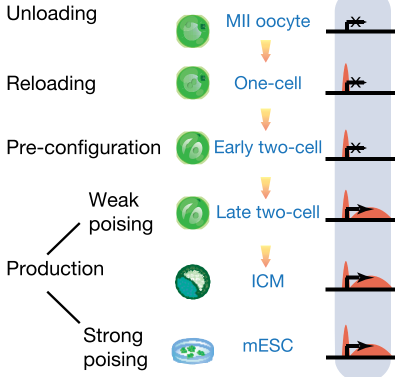 Unloading
MII oocyte
Reloading
One-cell
Pre-configuration
Early two-cell
Weak
poising
Late two-cell
Production
ICM
Strong
poising
mESC